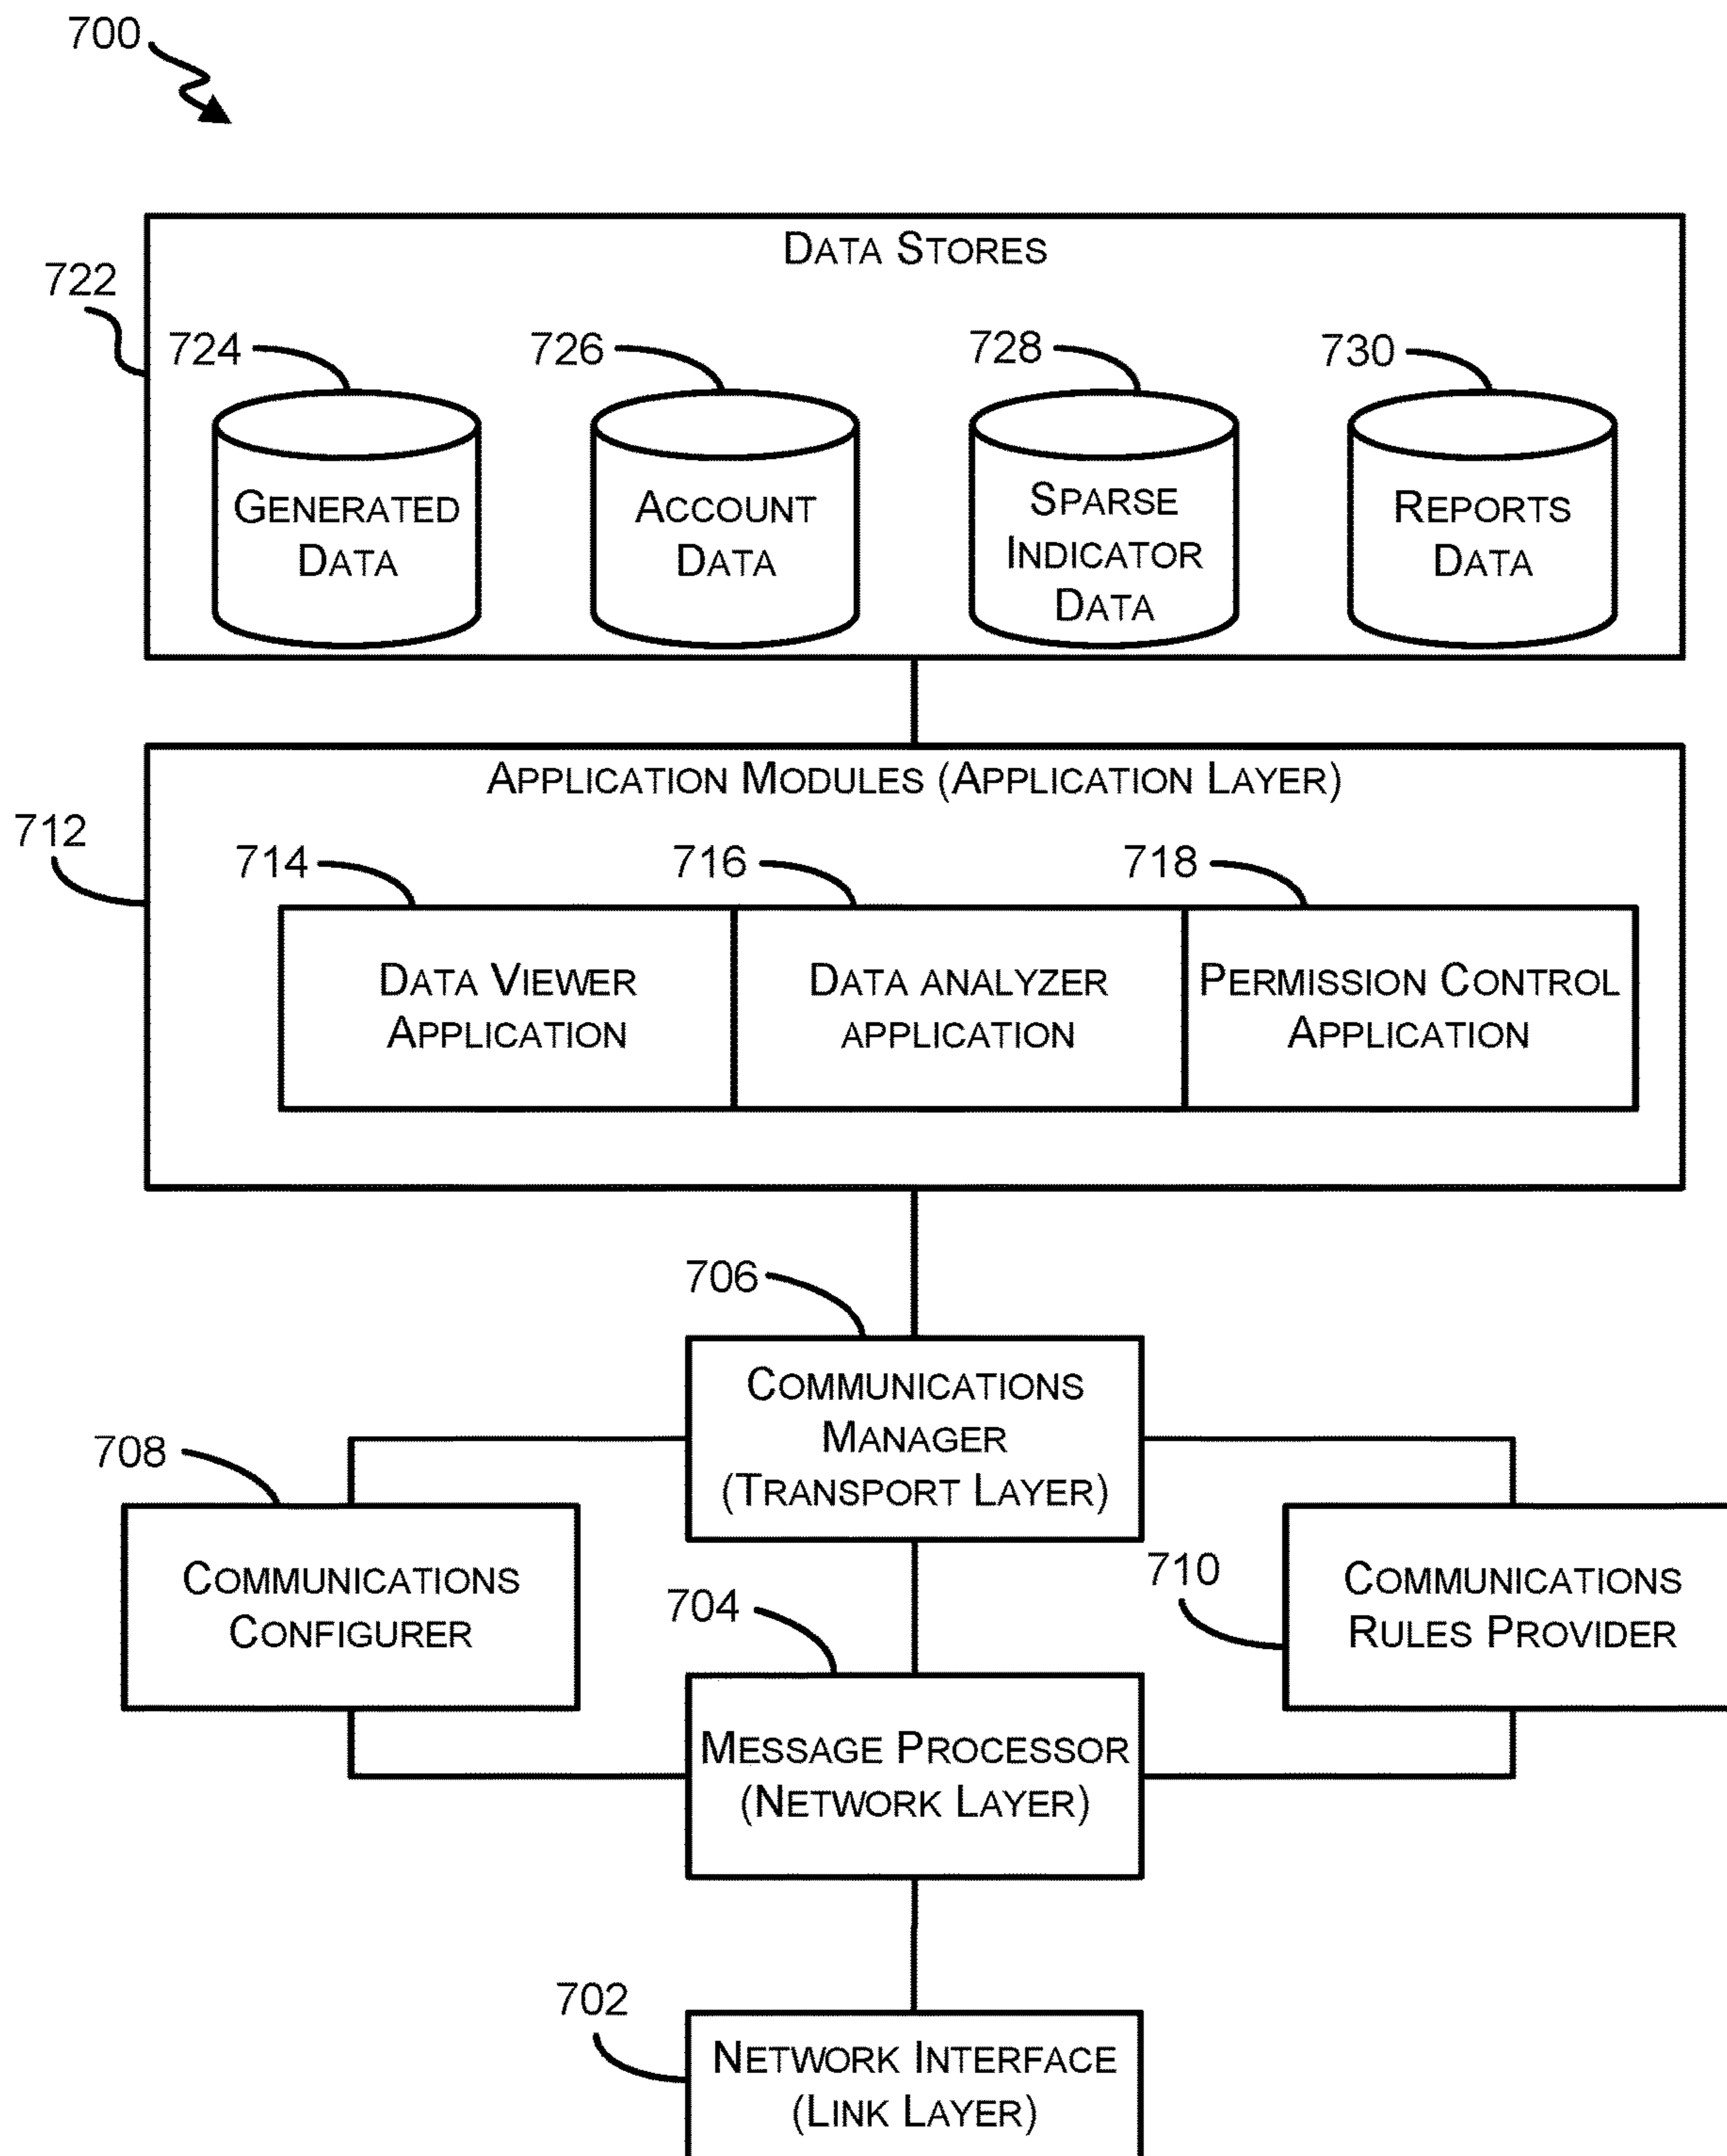 700
DATA STORES
722
724
726
728
730
GENERATED
DATA
ACCOUNT
DATA
SPARSE
INDICATOR
DATA
REPORTS
DATA
APPLICATION MODULES (APPLICATION LAYER)
712
714
716
718
DATA VIEWER
APPLICATION
DATA ANALYZER
APPLICATION
PERMISSION CONTROL
APPLICATION
706
COMMUNICATIONS
MANAGER
(TRANSPORT LAYER)
708
COMMUNICATIONS
CONFIGURER
710
COMMUNICATIONS
RULES PROVIDER
704
MESSAGE PROCESSOR
(NETWORK LAYER)
702
NETWORK INTERFACE
(LINK LAYER)